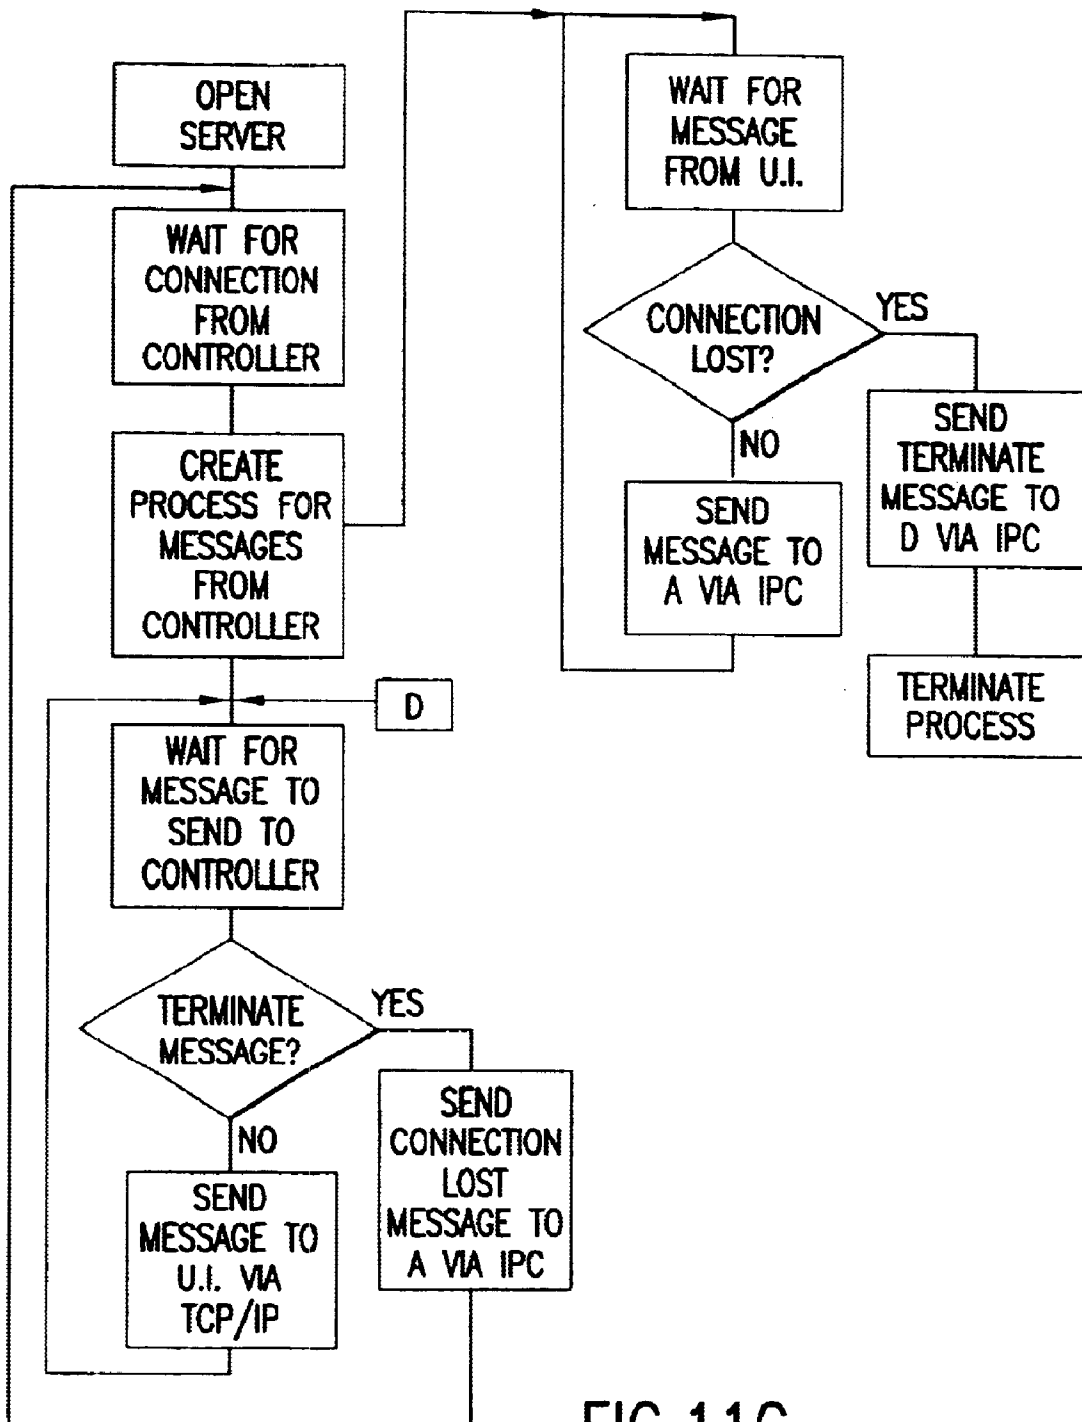 OPEN
SERVER
WAIT FOR
CONNECTION
FROM
CONTROLLER
CREATE
PROCESS FOR
MESSAGES
FROM
CONTROLLER
D
WAIT FOR
MESSAGE TO
SEND TO
CONTROLLER
TERMINATE
MESSAGE?
YES
NO
SEND
MESSAGE TO
U.I. VIA
TCP/IP
SEND
CONNECTION
LOST
MESSAGE TO
A VIA IPC
WAIT FOR
MESSAGE
FROM U.I.
CONNECTION
LOST?
YES
NO
SEND
MESSAGE TO
A VIA IPC
SEND
TERMINATE
MESSAGE TO
D VIA IPC
TERMINATE
PROCESS